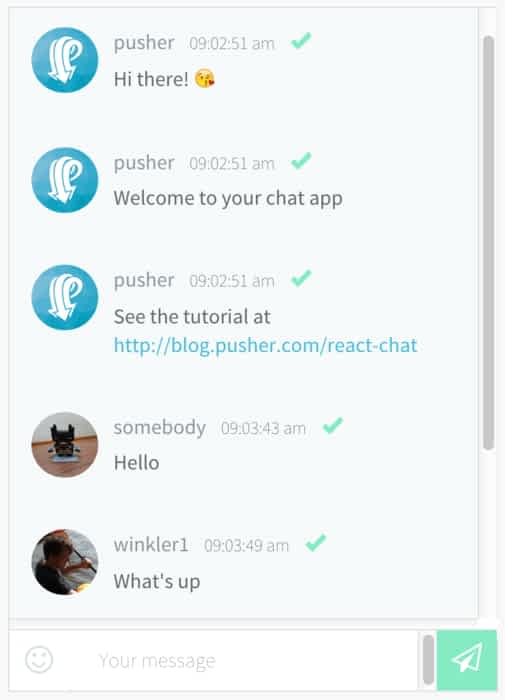 pusher 09:02:51 am
Hi there! 😘
pusher 09:02:51 am
Welcome to your chat app
pusher 09:02:51 am
See the tutorial at
http://blog.pusher.com/react-chat
somebody 09:03:43 am
Hello
winkler1 09:03:49 am
What's up
Your message